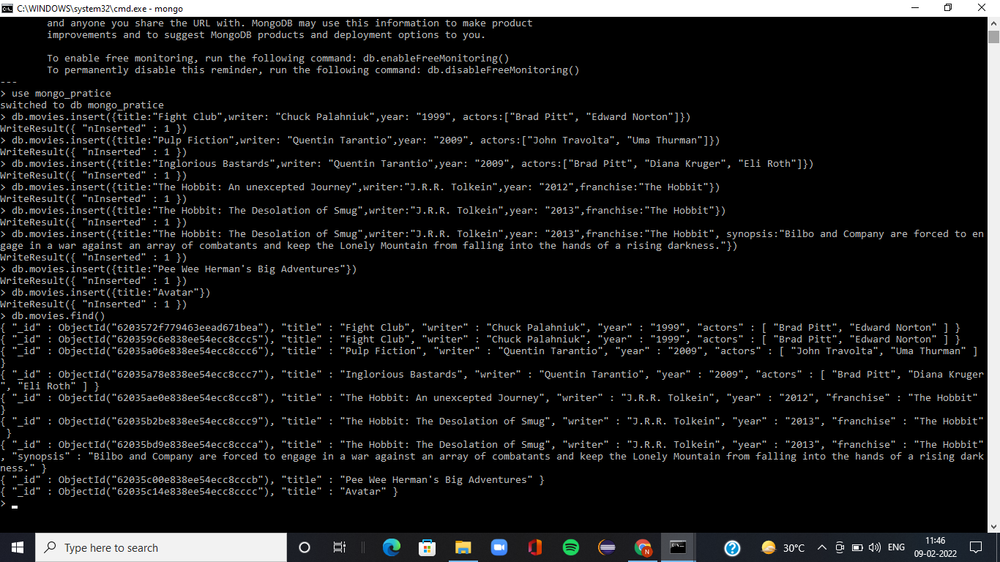 C:\WINDOWS\system32\cmd.exe - mongo
and anyone you share the URL with. MongoDB may use this information to make product
improvements and to suggest MongoDB products and deployment options to you.
To enable free monitoring, run the following command: db.enableFreeMonitoring()
To permanently disable this reminder, run the following command: db.disableFreeMonitoring()
---
> use mongo_pratice
switched to db mongo_pratice
> db.movies.insert({title:"Fight Club",writer: "Chuck Palahniuk",year: "1999", actors:["Brad Pitt", "Edward Norton"]})
WriteResult({ "nInserted" : 1 })
> db.movies.insert({title:"Pulp Fiction",writer: "Quentin Tarantio",year: "2009", actors:["John Travolta", "Uma Thurman"]})
WriteResult({ "nInserted" : 1 })
> db.movies.insert({title:"Inglorious Bastards",writer: "Quentin Tarantio",year: "2009", actors:["Brad Pitt", "Diana Kruger", "Eli Roth"]})
WriteResult({ "nInserted" : 1 })
> db.movies.insert({title:"The Hobbit: An unexcepted Journey",writer:"J.R.R. Tolkein",year: "2012",franchise:"The Hobbit"})
WriteResult({ "nInserted" : 1 })
> db.movies.insert({title:"The Hobbit: The Desolation of Smug",writer:"J.R.R. Tolkein",year: "2013",franchise:"The Hobbit"})
WriteResult({ "nInserted" : 1 })
> db.movies.insert({title:"The Hobbit: The Desolation of Smug",writer:"J.R.R. Tolkein",year: "2013",franchise:"The Hobbit", synopsis:"Bilbo and Company are forced to en
gage in a war against an array of combatants and keep the Lonely Mountain from falling into the hands of a rising darkness."})
WriteResult({ "nInserted" : 1 })
> db.movies.insert({title:"Pee Wee Herman's Big Adventures"})
WriteResult({ "nInserted" : 1 })
> db.movies.insert({title:"Avatar"})
WriteResult({ "nInserted" : 1 })
> db.movies.find()
{ "_id" : ObjectId("6203572f779463eead671bea"), "title" : "Fight Club", "writer" : "Chuck Palahniuk", "year" : "1999", "actors" : [ "Brad Pitt", "Edward Norton" ] }
{ "_id" : ObjectId("620359c6e838ee54ecc8ccc5"), "title" : "Fight Club", "writer" : "Chuck Palahniuk", "year" : "1999", "actors" : [ "Brad Pitt", "Edward Norton" ] }
{ "_id" : ObjectId("62035a06e838ee54ecc8ccc6"), "title" : "Pulp Fiction", "writer" : "Quentin Tarantio", "year" : "2009", "actors" : [ "John Travolta", "Uma Thurman" ]
}
{ "_id" : ObjectId("62035a78e838ee54ecc8ccc7"), "title" : "Inglorious Bastards", "writer" : "Quentin Tarantio", "year" : "2009", "actors" : [ "Brad Pitt", "Diana Kruger
", "Eli Roth" ] }
{ "_id" : ObjectId("62035ae0e838ee54ecc8ccc8"), "title" : "The Hobbit: An unexcepted Journey", "writer" : "J.R.R. Tolkein", "year" : "2012", "franchise" : "The Hobbit"
}
{ "_id" : ObjectId("62035b2be838ee54ecc8ccc9"), "title" : "The Hobbit: The Desolation of Smug", "writer" : "J.R.R. Tolkein", "year" : "2013", "franchise" : "The Hobbit"
}
{ "_id" : ObjectId("62035bd9e838ee54ecc8ccca"), "title" : "The Hobbit: The Desolation of Smug", "writer" : "J.R.R. Tolkein", "year" : "2013", "franchise" : "The Hobbit"
, "synopsis" : "Bilbo and Company are forced to engage in a war against an array of combatants and keep the Lonely Mountain from falling into the hands of a rising dark
ness." }
{ "_id" : ObjectId("62035c00e838ee54ecc8cccb"), "title" : "Pee Wee Herman's Big Adventures" }
{ "_id" : ObjectId("62035c14e838ee54ecc8cccc"), "title" : "Avatar" }
>
Type here to search
30°C
ENG
11:46
09-02-2022